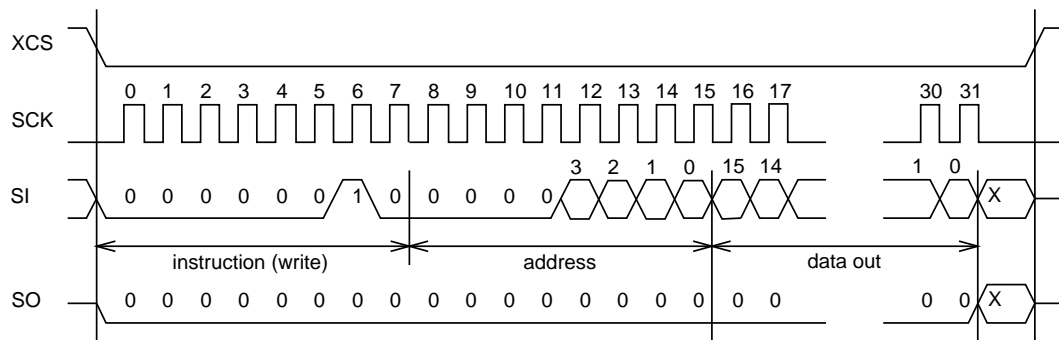 XCS
0 1 2 3 4 5 6 7 8 9 10 11 12 13 14 15 16 17 30 31
SCK
3 2 1 0 15 14 1 0
SI 0 0 0 0 0 0 1 0 0 0 0 0 X
instruction (write) address data out
SO 0 0 0 0 0 0 0 0 0 0 0 0 0 0 0 0 0 0 0 0 X